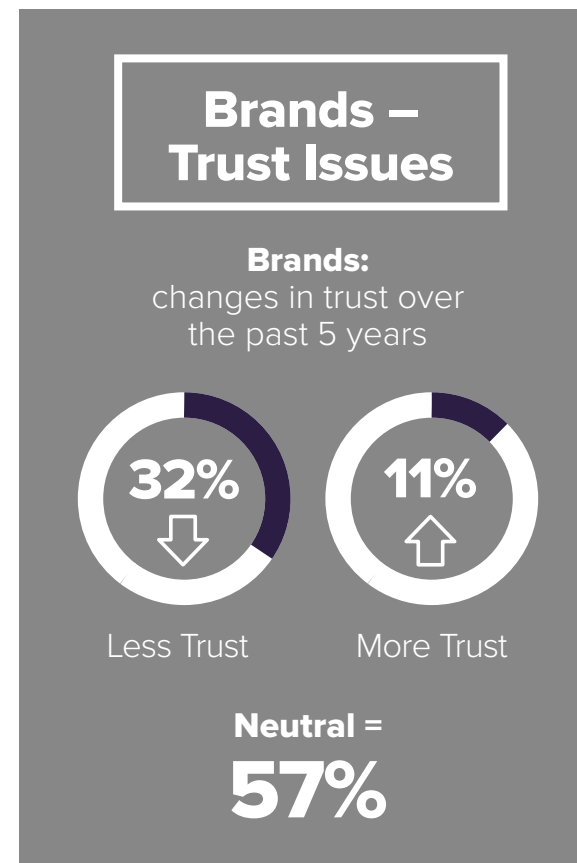 Brands –
Trust Issues
Brands:
changes in trust over
the past 5 years
32%
11%
Less Trust
More Trust
Neutral =
57%